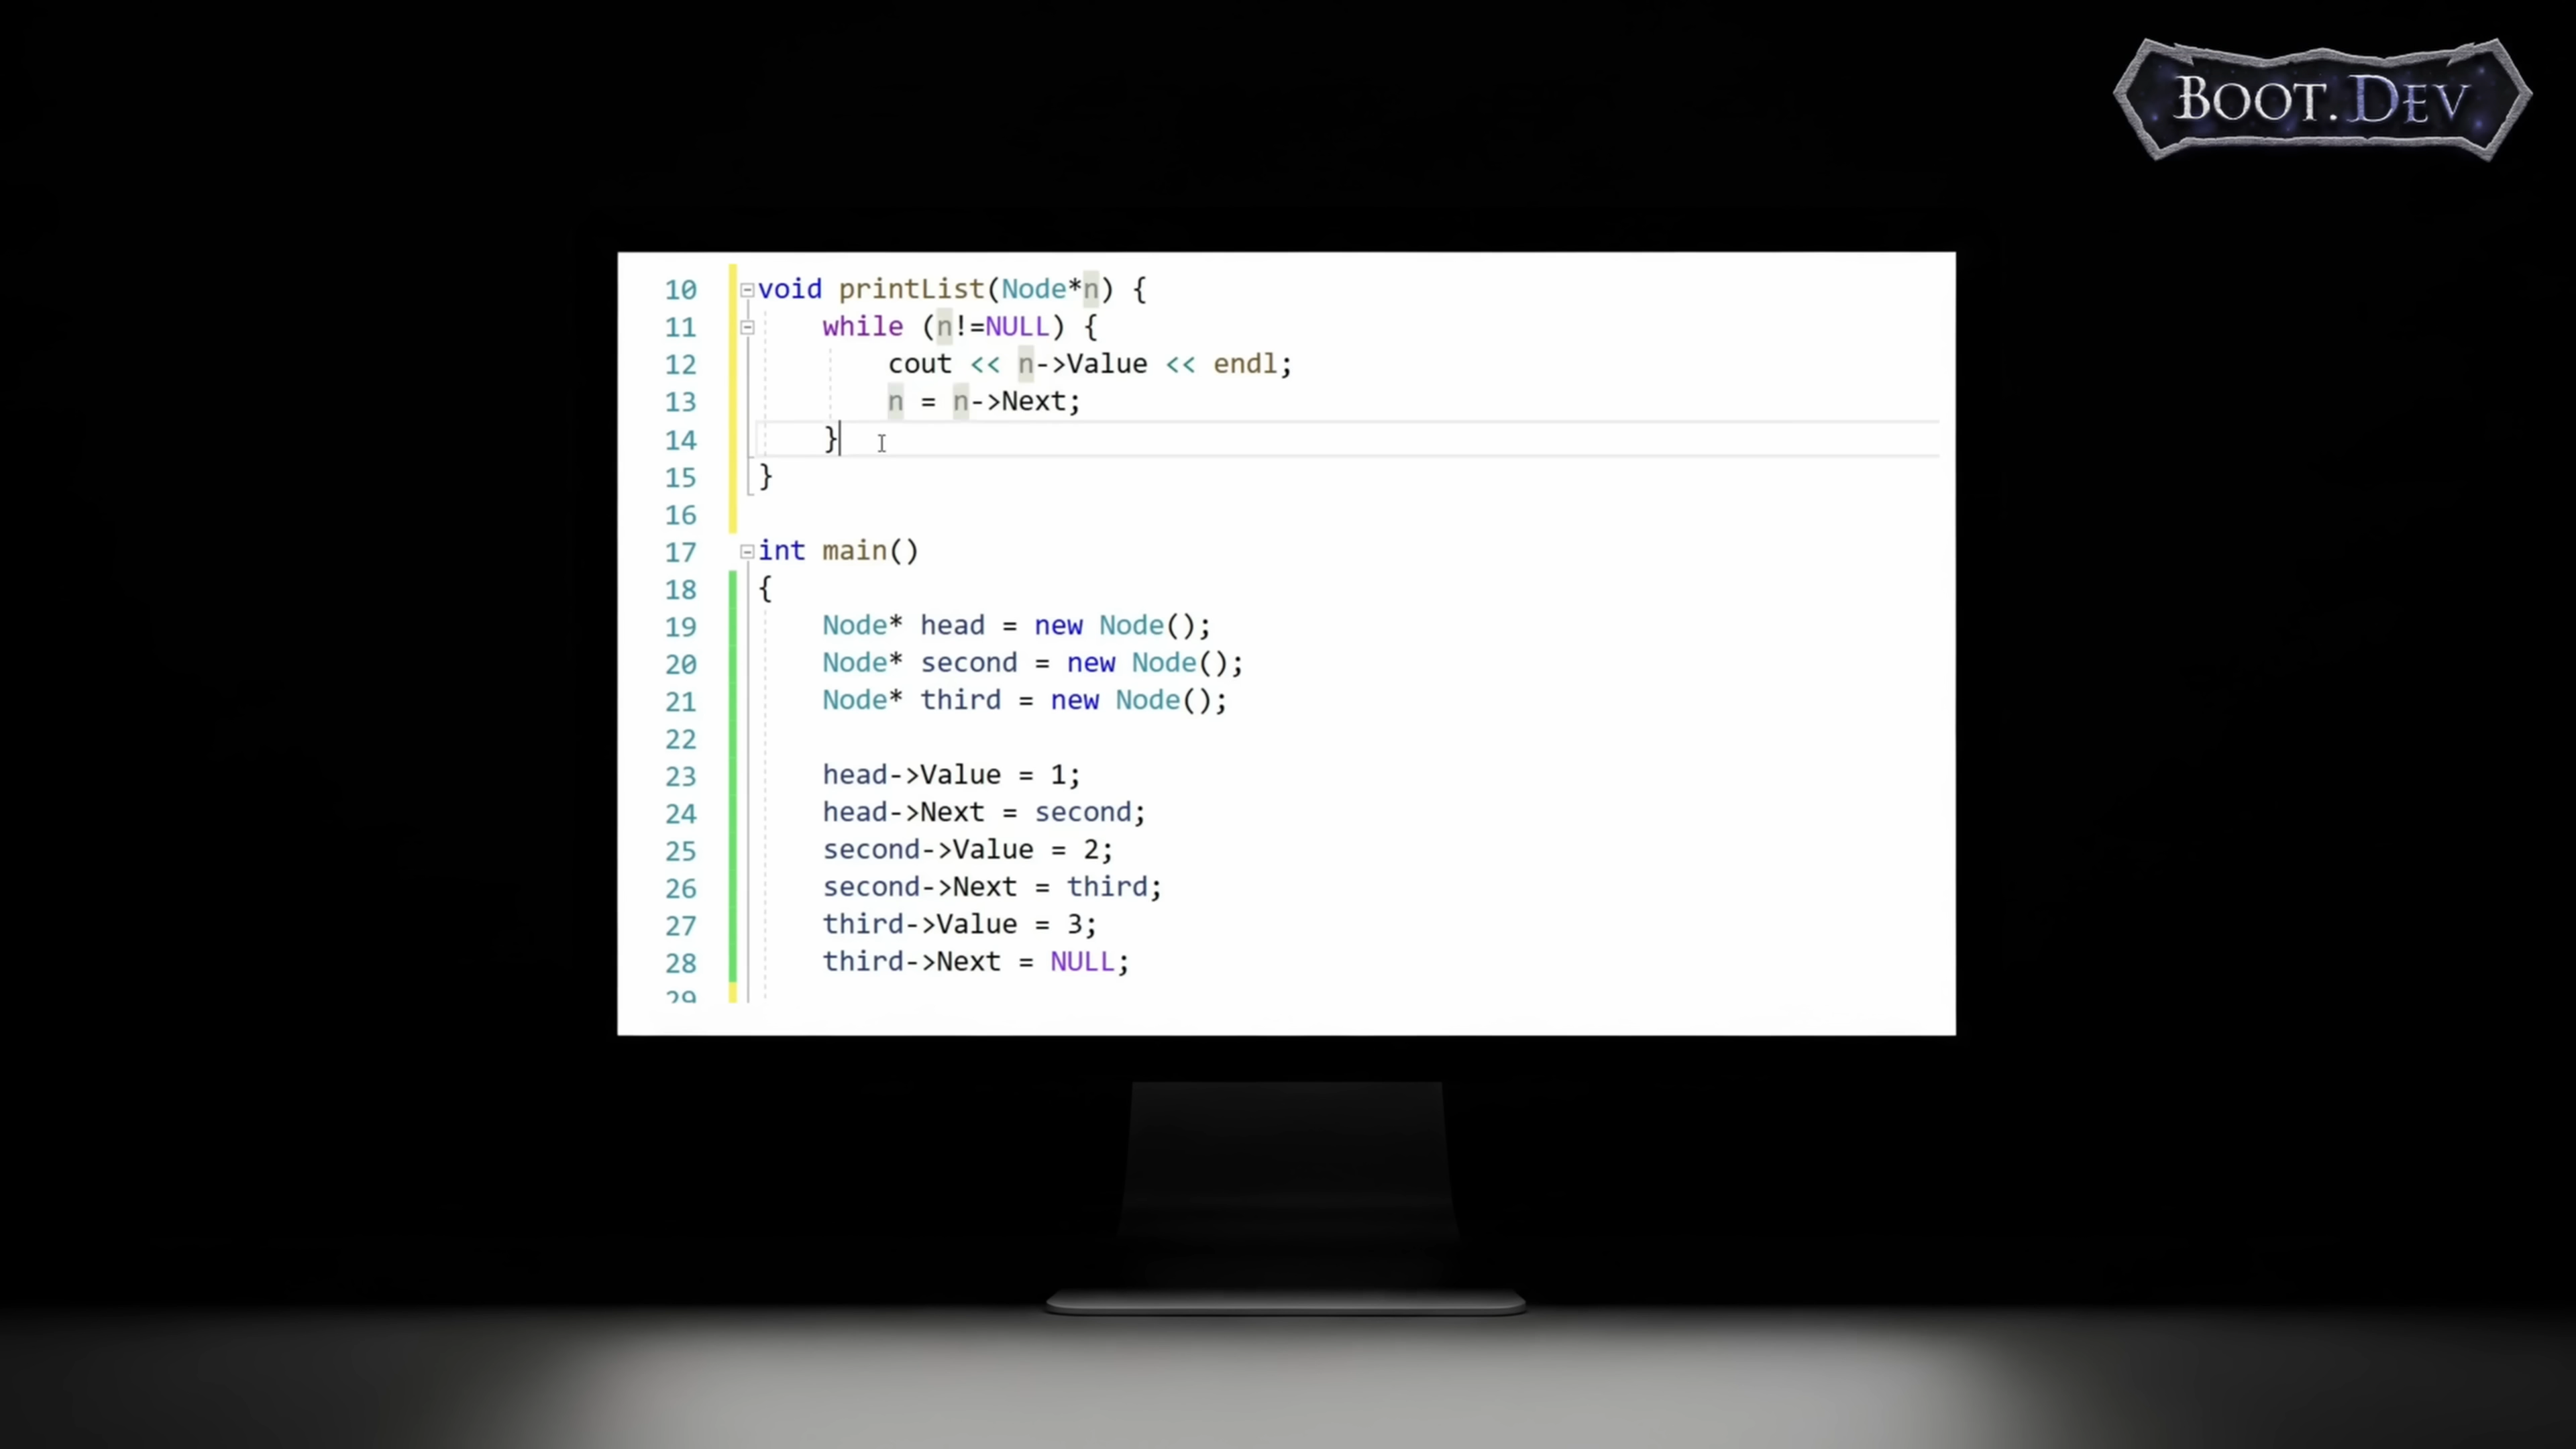 BOOT.DEV
10 void printList(Node*n) {
11 while (n!=NULL) {
12 cout << n->Value << endl;
13 n = n->Next;
14 }
15 }
16
17 int main()
18 {
19 Node* head = new Node();
20 Node* second = new Node();
21 Node* third = new Node();
22
23 head->Value = 1;
24 head->Next = second;
25 second->Value = 2;
26 second->Next = third;
27 third->Value = 3;
28 third->Next = NULL;
29